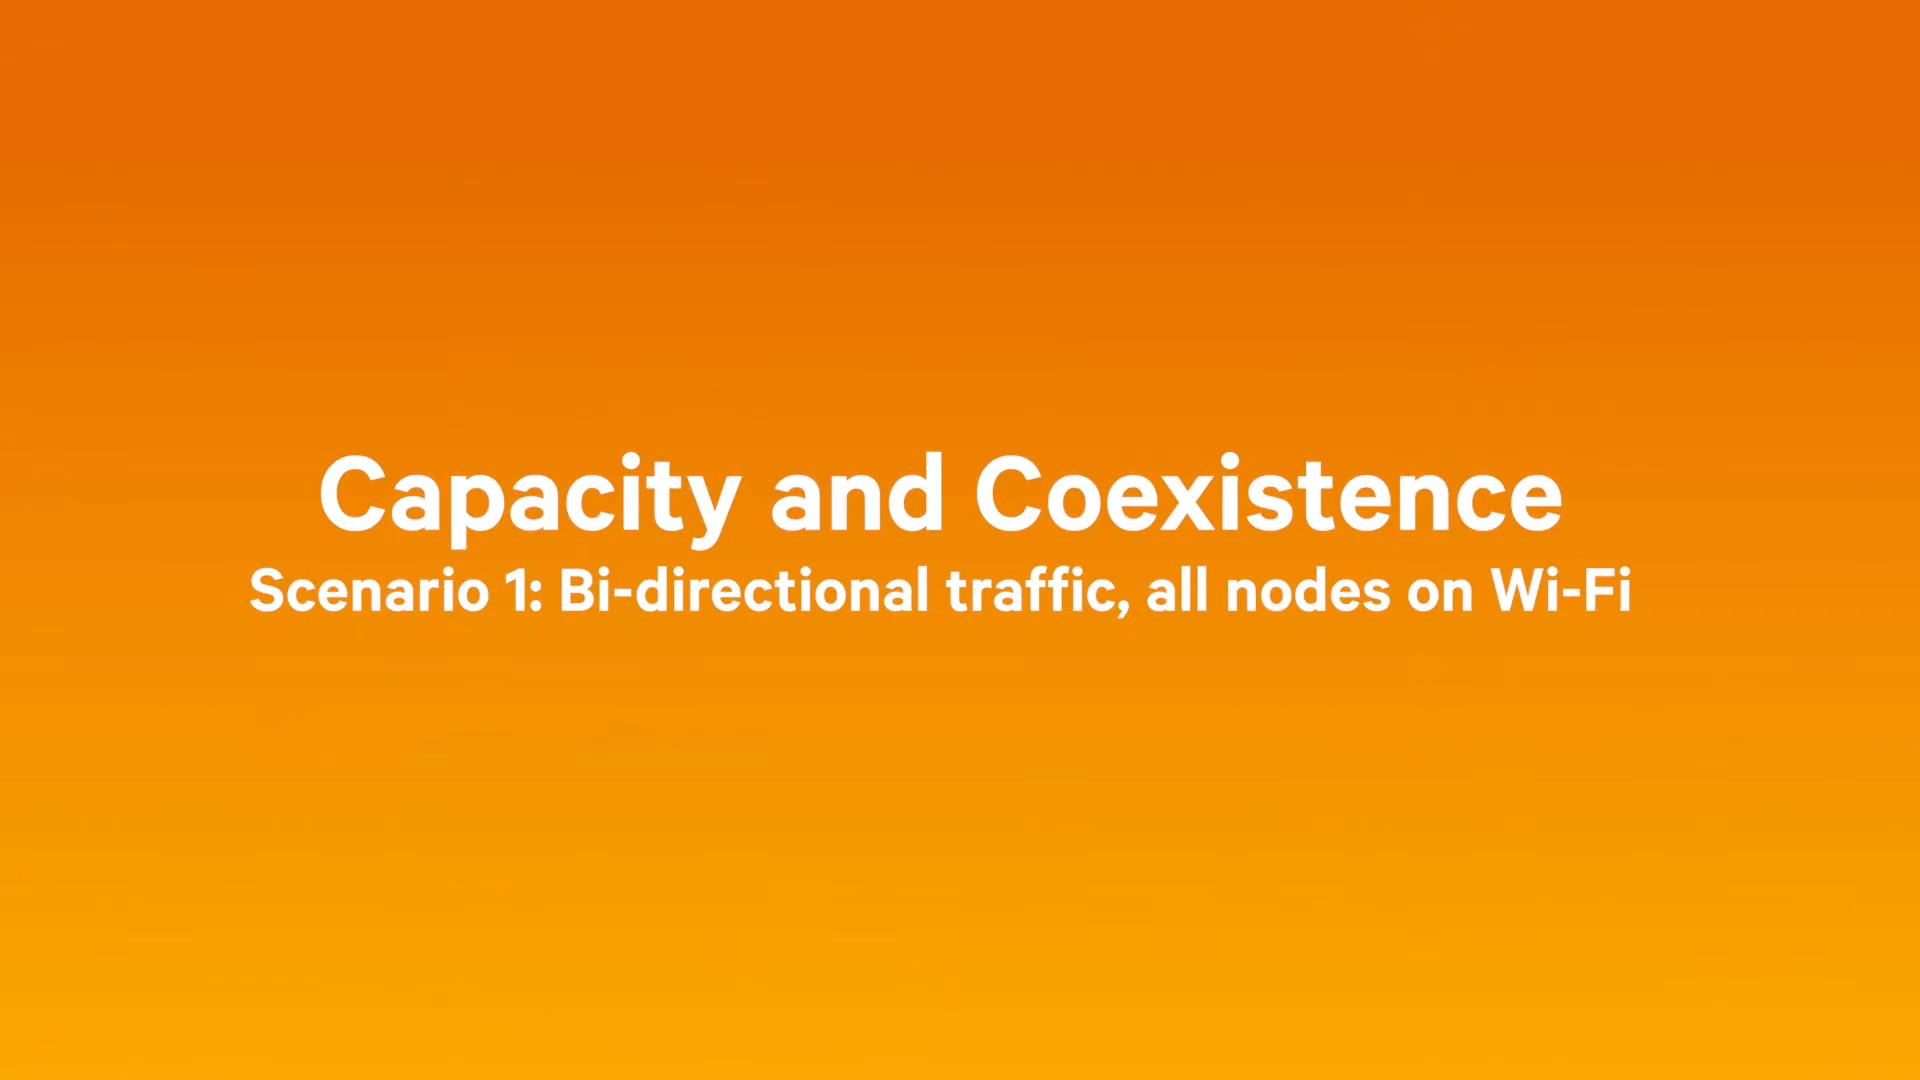 Capacity and Coexistence
Scenario 1: Bi-directional traffic, all nodes on Wi-Fi